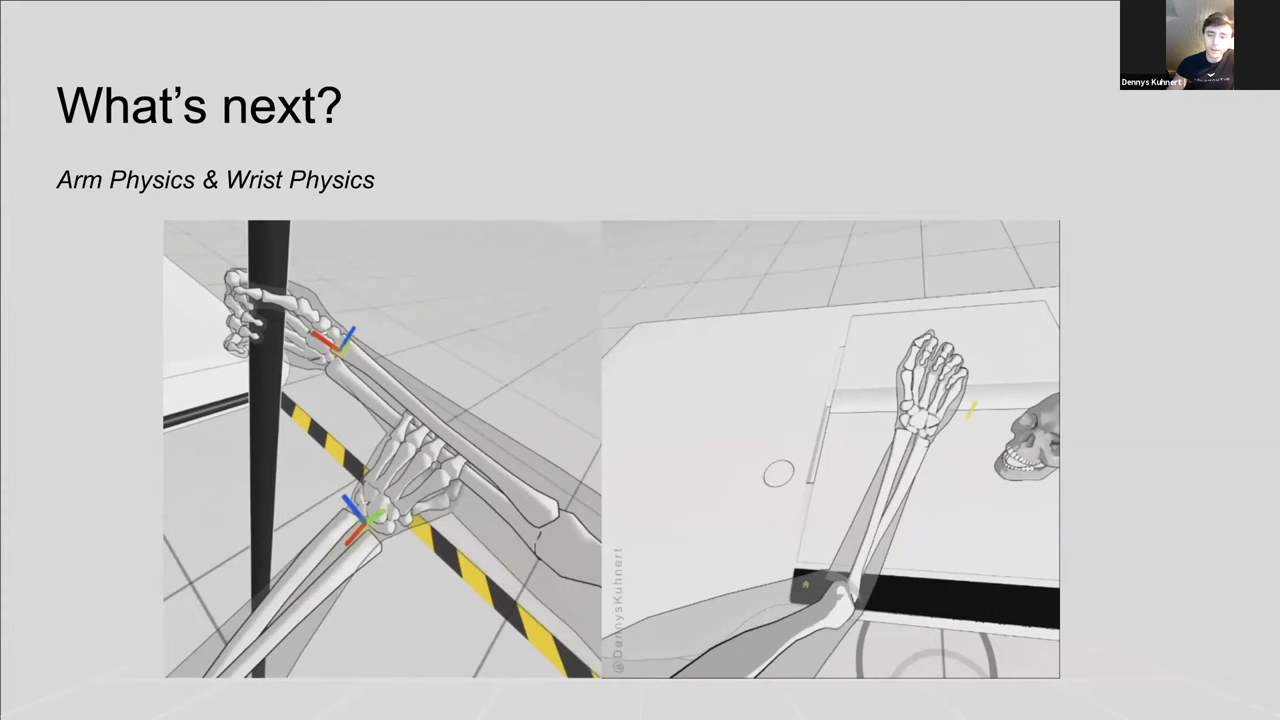 What's next?
Arm Physics & Wrist Physics
Dennys Kuhnert
@DennysKuhnert